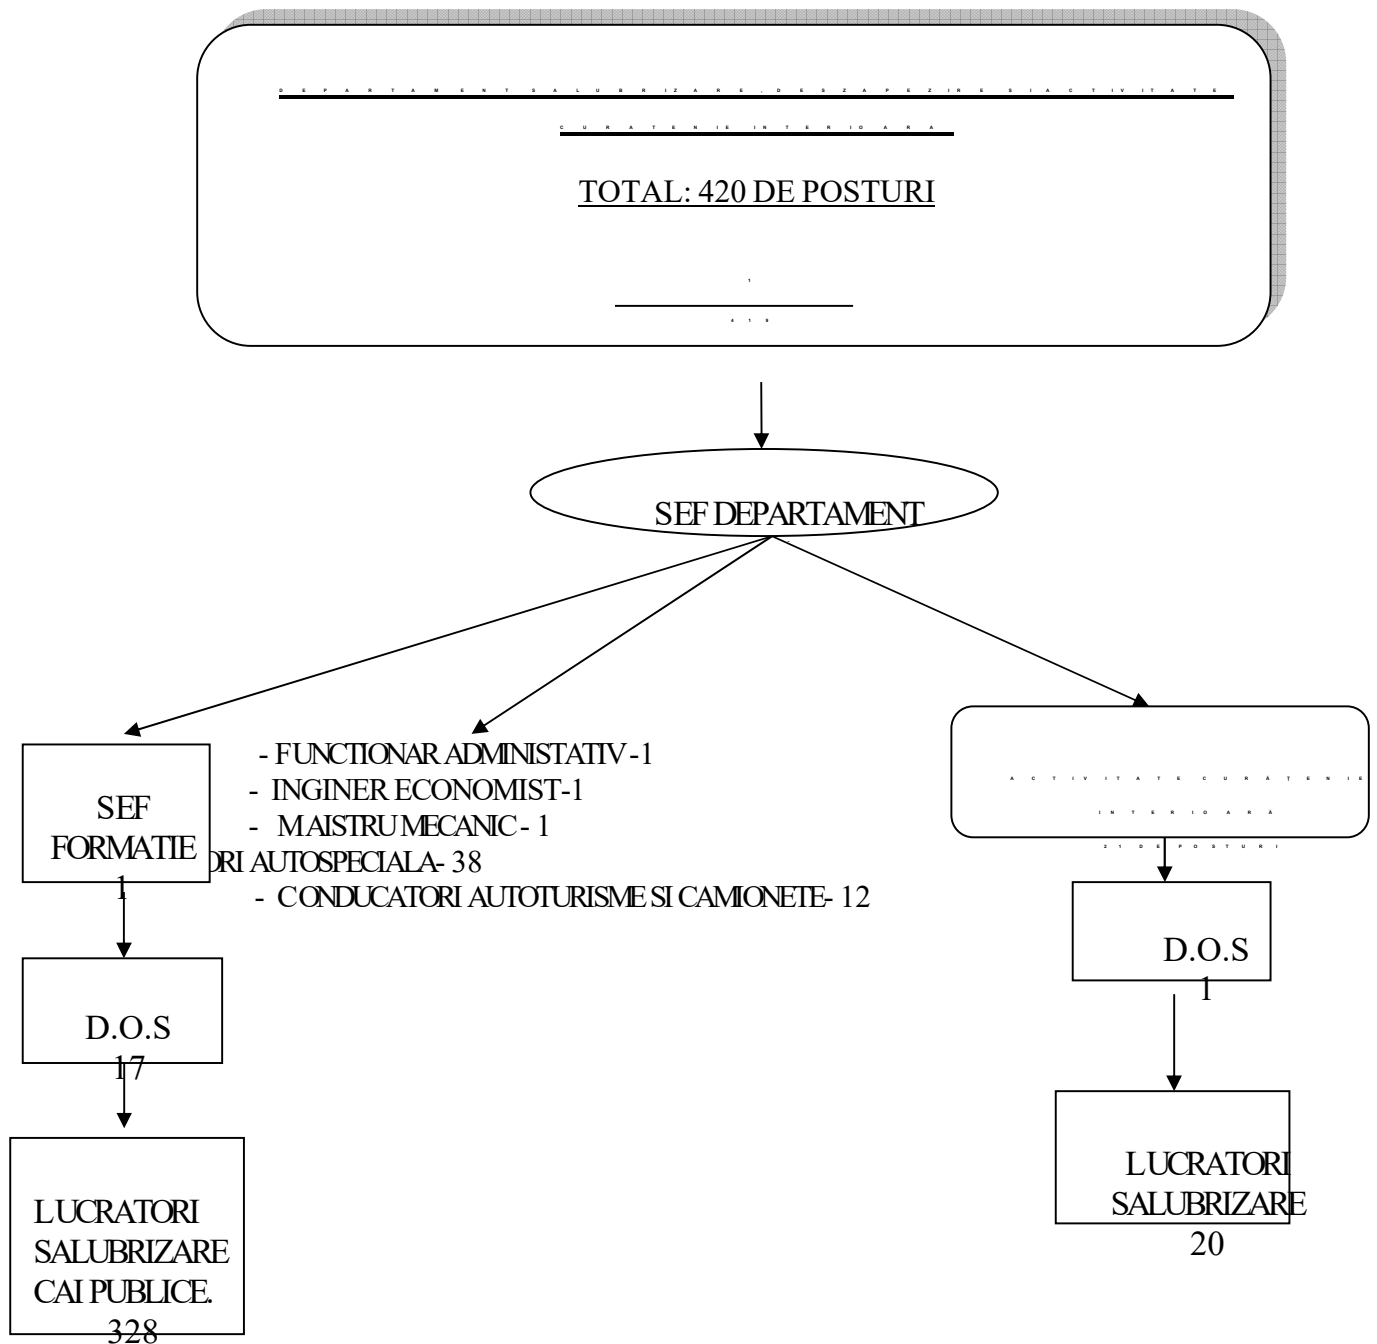 DEPARTAMENT SALUBRIZARE, DESZAPEZIRE SI ACTIVITATE
CURATENIE INTERIOARA
TOTAL: 420 DE POSTURI
1
419
SEF DEPARTAMENT
SEF
FORMATIE
1
- FUNCTIONAR ADMINISTATIV -1
- INGINER ECONOMIST-1
- MAISTRU MECANIC - 1
ORI AUTOSPECIALA- 38
- CONDUCATORI AUTOTURISME SI CAMIONETE- 12
ACTIVITATE CURĂȚENIE
INTERIOARĂ
21 DE POSTURI
D.O.S
17
D.O.S
1
LUCRATORI
SALUBRIZARE
CAI PUBLICE.
328
LUCRATORI
SALUBRIZARE
20